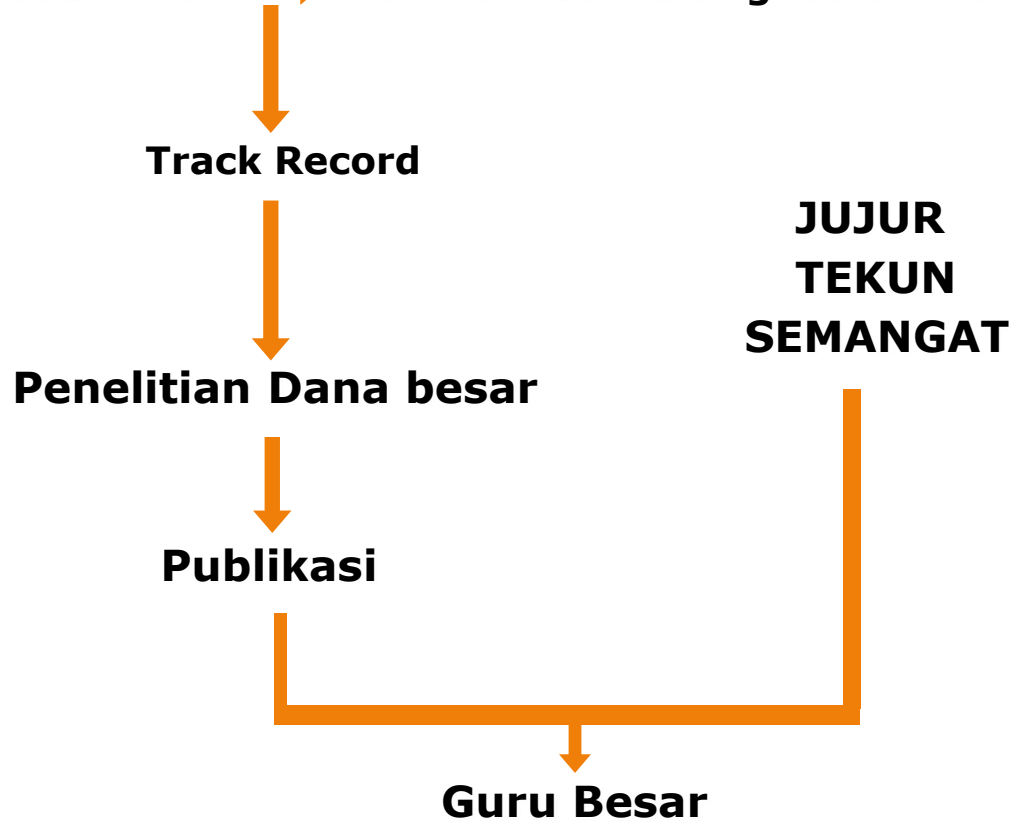 Track Record
JUJUR
TEKUN
SEMANGAT
Penelitian Dana besar
Publikasi
Guru Besar